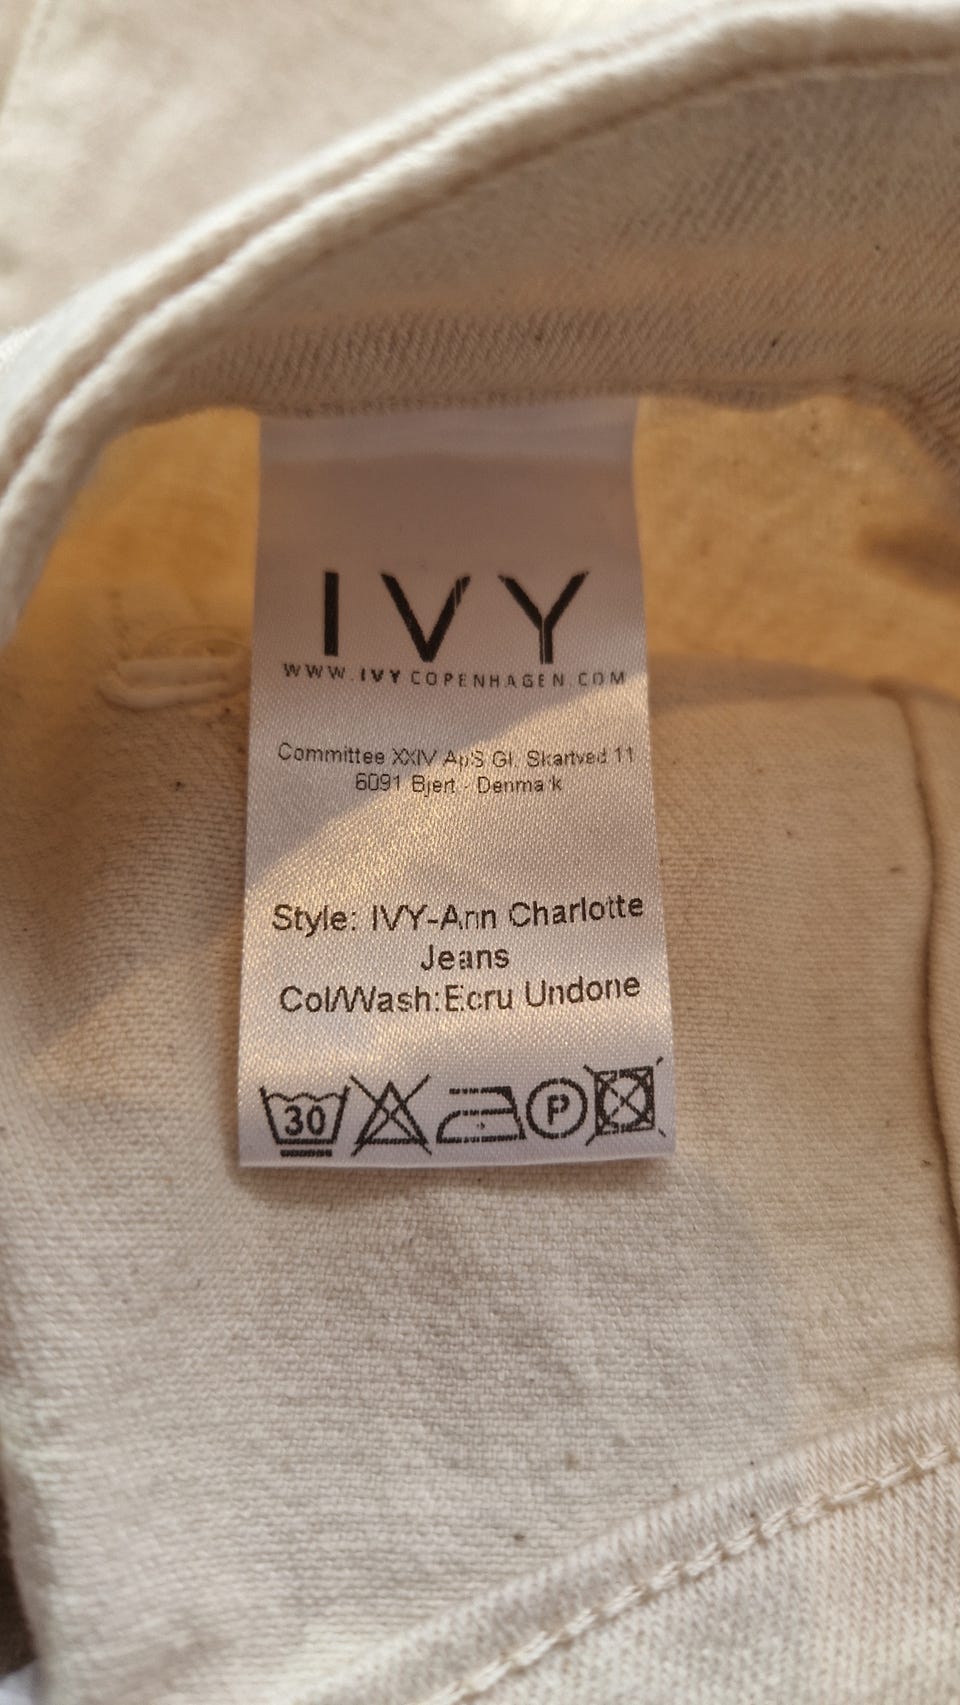 IVY
WWW.IVYCOPENHAGEN.COM
Committee XXIV ApS Gl. Skartved 11
6091 Bjert - Denmark
Style: IVY-Ann Charlotte
Jeans
Col/Wash:Ecru Undone
30 P